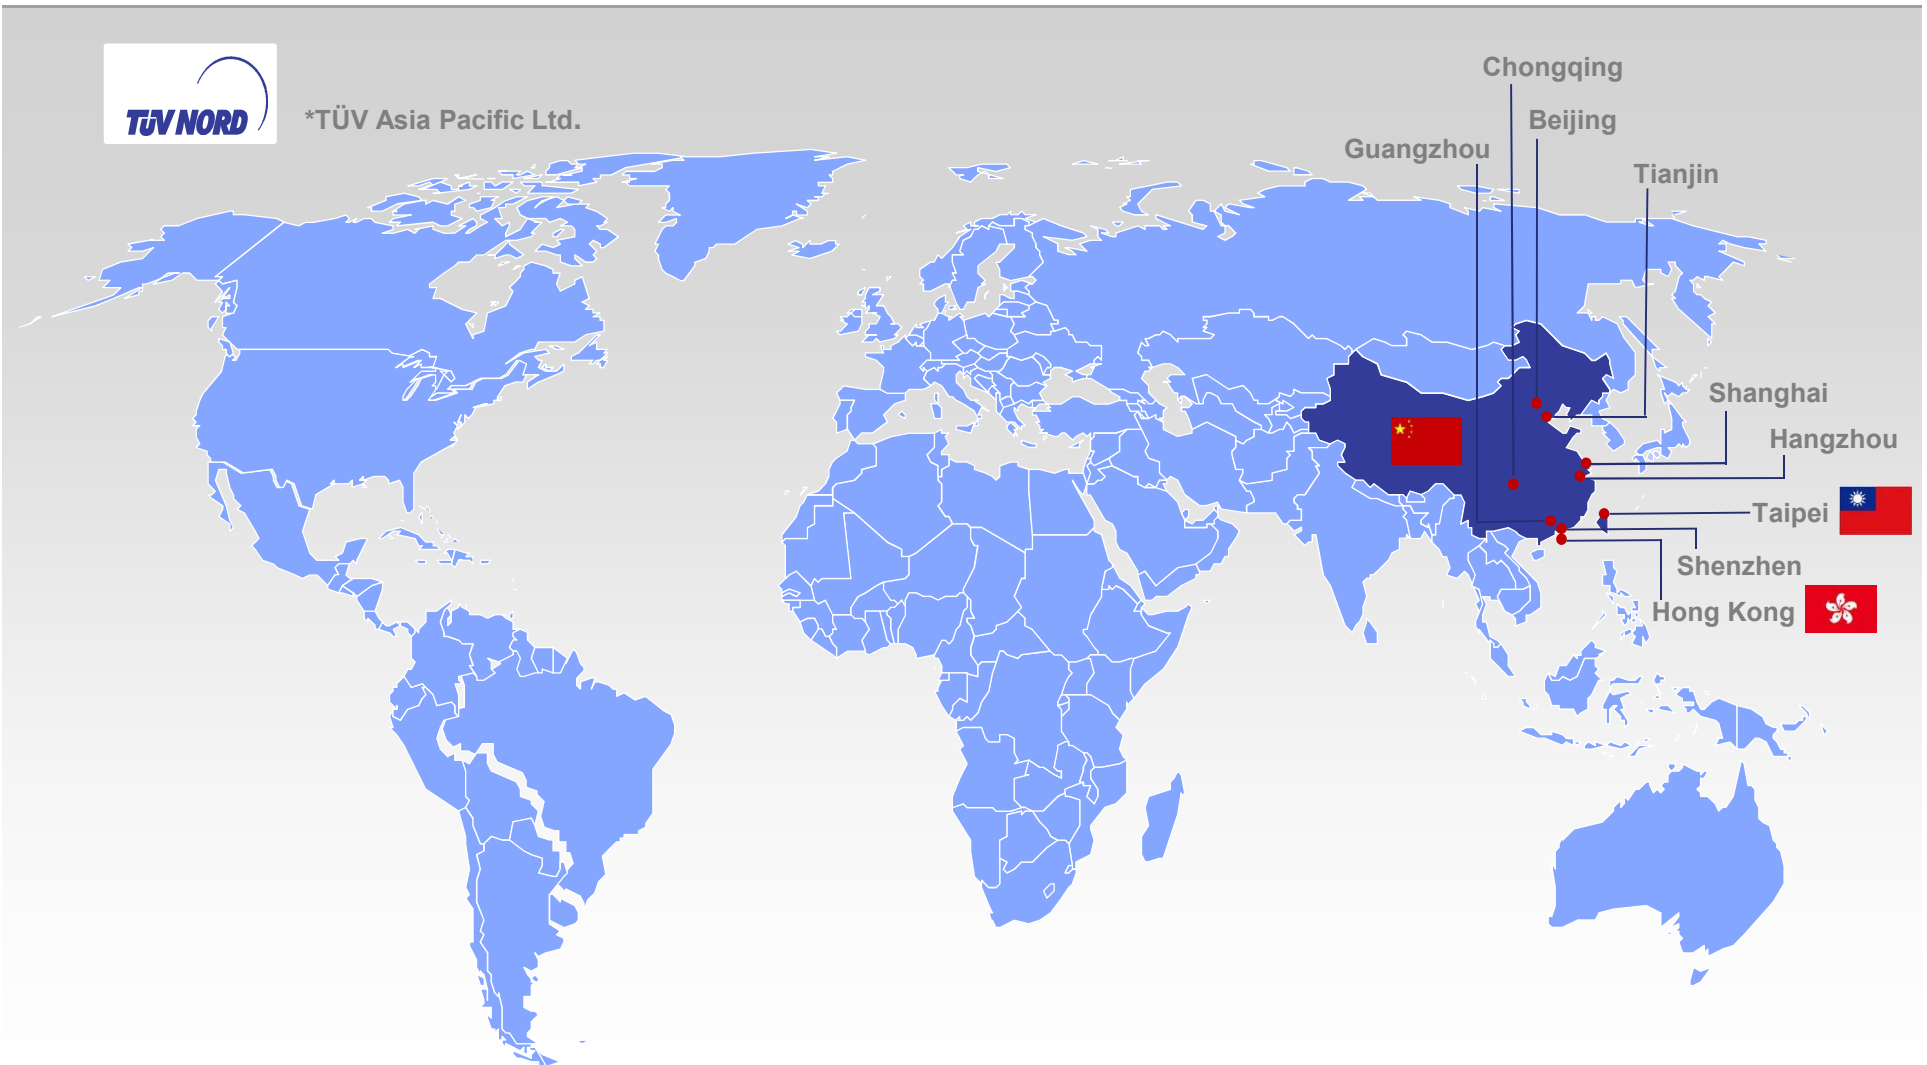 TÜV NORD
*TÜV Asia Pacific Ltd.
Chongqing
Beijing
Guangzhou
Tianjin
Shanghai
Hangzhou
Taipei
Shenzhen
Hong Kong